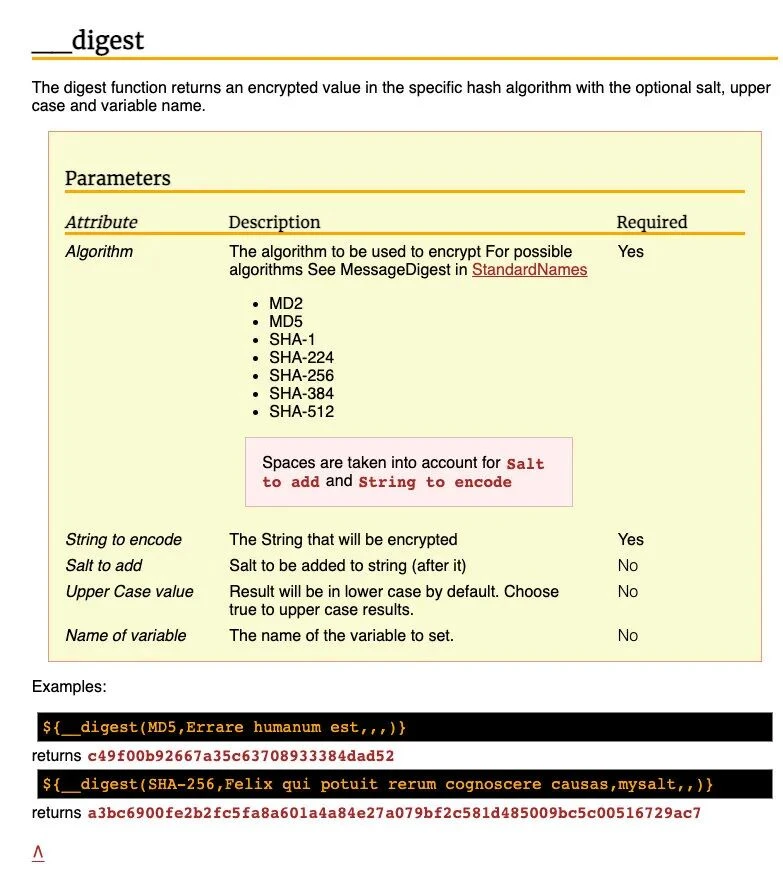 __digest
The digest function returns an encrypted value in the specific hash algorithm with the optional salt, upper
case and variable name.
Parameters
Attribute Description Required
Algorithm The algorithm to be used to encrypt For possible Yes
algorithms See MessageDigest in StandardNames
• MD2
• MD5
• SHA-1
• SHA-224
• SHA-256
• SHA-384
• SHA-512
Spaces are taken into account for Salt
to add and String to encode
String to encode The String that will be encrypted Yes
Salt to add Salt to be added to string (after it) No
Upper Case value Result will be in lower case by default. Choose No
true to upper case results.
Name of variable The name of the variable to set. No
Examples:
${__digest(MD5,Errare humanum est,,,)}
returns c49f00b92667a35c63708933384dad52
${__digest(SHA-256,Felix qui potuit rerum cognoscere causas,mysalt,,)}
returns a3bc6900fe2b2fc5fa8a601a4a84e27a079bf2c581d485009bc5c00516729ac7
^